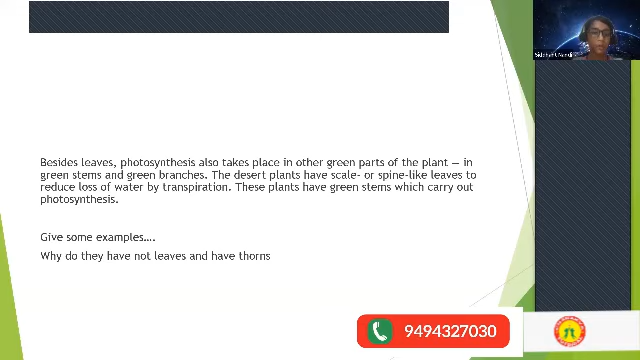 Siddhant Nandi
Besides leaves, photosynthesis also takes place in other green parts of the plant — in
green stems and green branches. The desert plants have scale- or spine-like leaves to
reduce loss of water by transpiration. These plants have green stems which carry out
photosynthesis.
Give some examples….
Why do they have not leaves and have thorns
9494327030